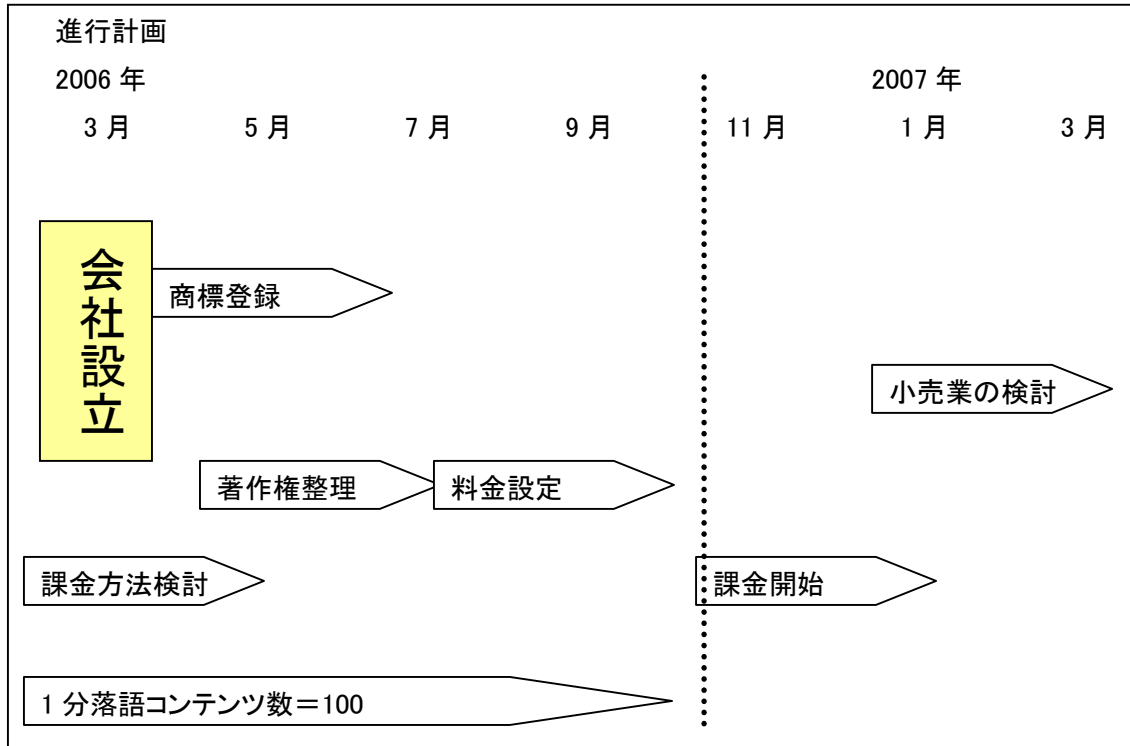 進行計画
2006 年
2007 年
3 月 5 月 7 月 9 月 11 月 1 月 3 月
会社設立
商標登録
小売業の検討
著作権整理
料金設定
課金方法検討
課金開始
1 分落語コンテンツ数＝100